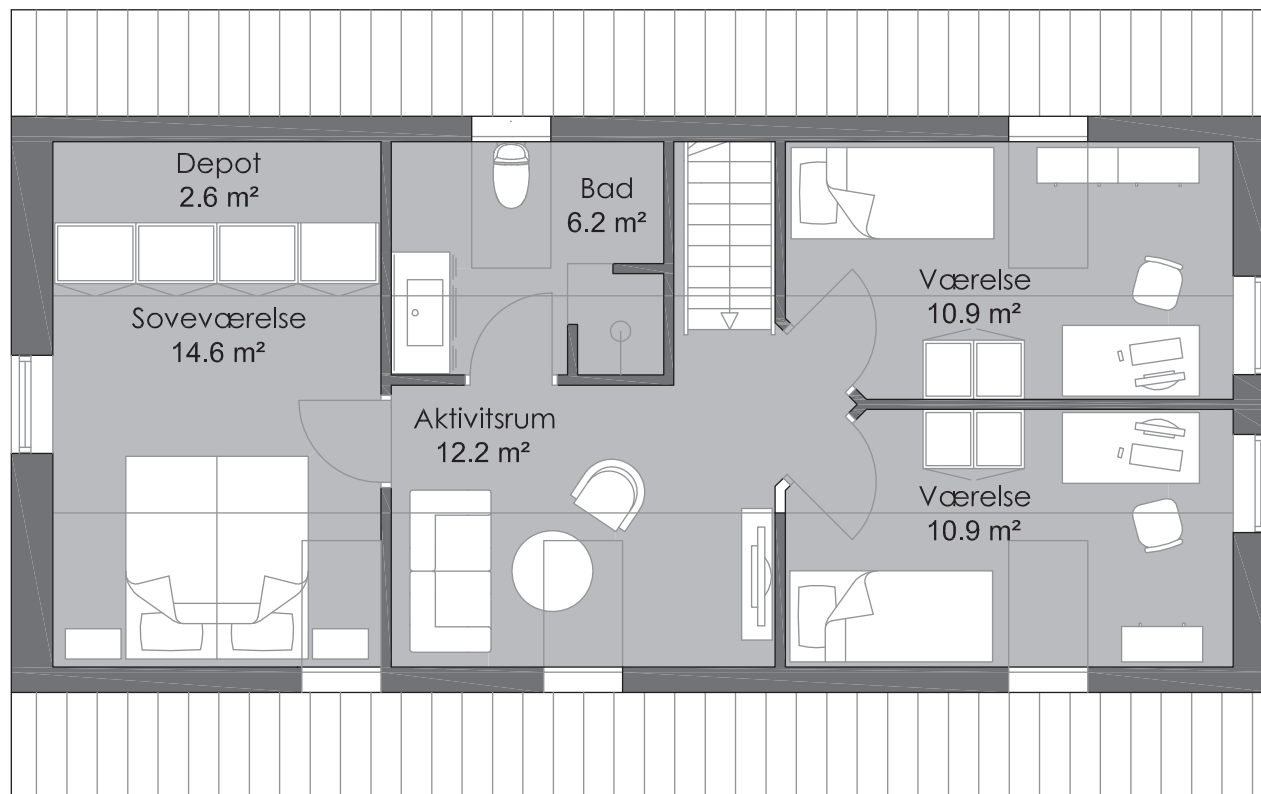 Depot
2.6 m²
Bad
6.2 m²
Soveværelse
14.6 m²
Værelse
10.9 m²
Aktivitsrum
12.2 m²
Værelse
10.9 m²